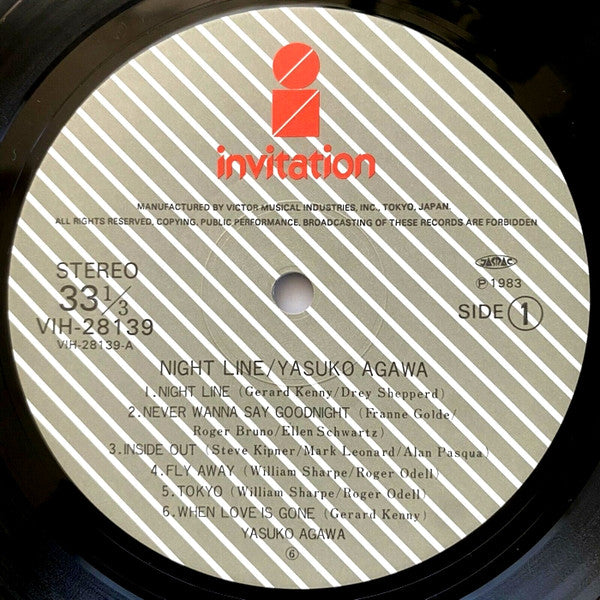 invitation
MANUFACTURED BY VICTOR MUSICAL INDUSTRIES, INC., TOKYO, JAPAN.
ALL RIGHTS RESERVED, COPYING, PUBLIC PERFORMANCE, BROADCASTING OF THESE RECORDS ARE FORBIDDEN
STEREO
33 1/3
VIH-28139
VIH-28139-A
JASRAC
Ⓟ 1983
SIDE 1
NIGHT LINE/YASUKO AGAWA
1. NIGHT LINE (Gerard Kenny/Drey Shepperd)
2. NEVER WANNA SAY GOODNIGHT (Franne Golde/
Roger Bruno/Ellen Schwartz)
3. INSIDE OUT (Steve Kipner/Mark Leonard/Alan Pasqua)
4. FLY AWAY (William Sharpe/Roger Odell)
5. TOKYO (William Sharpe/Roger Odell)
6. WHEN LOVE IS GONE (Gerard Kenny)
YASUKO AGAWA
⑥